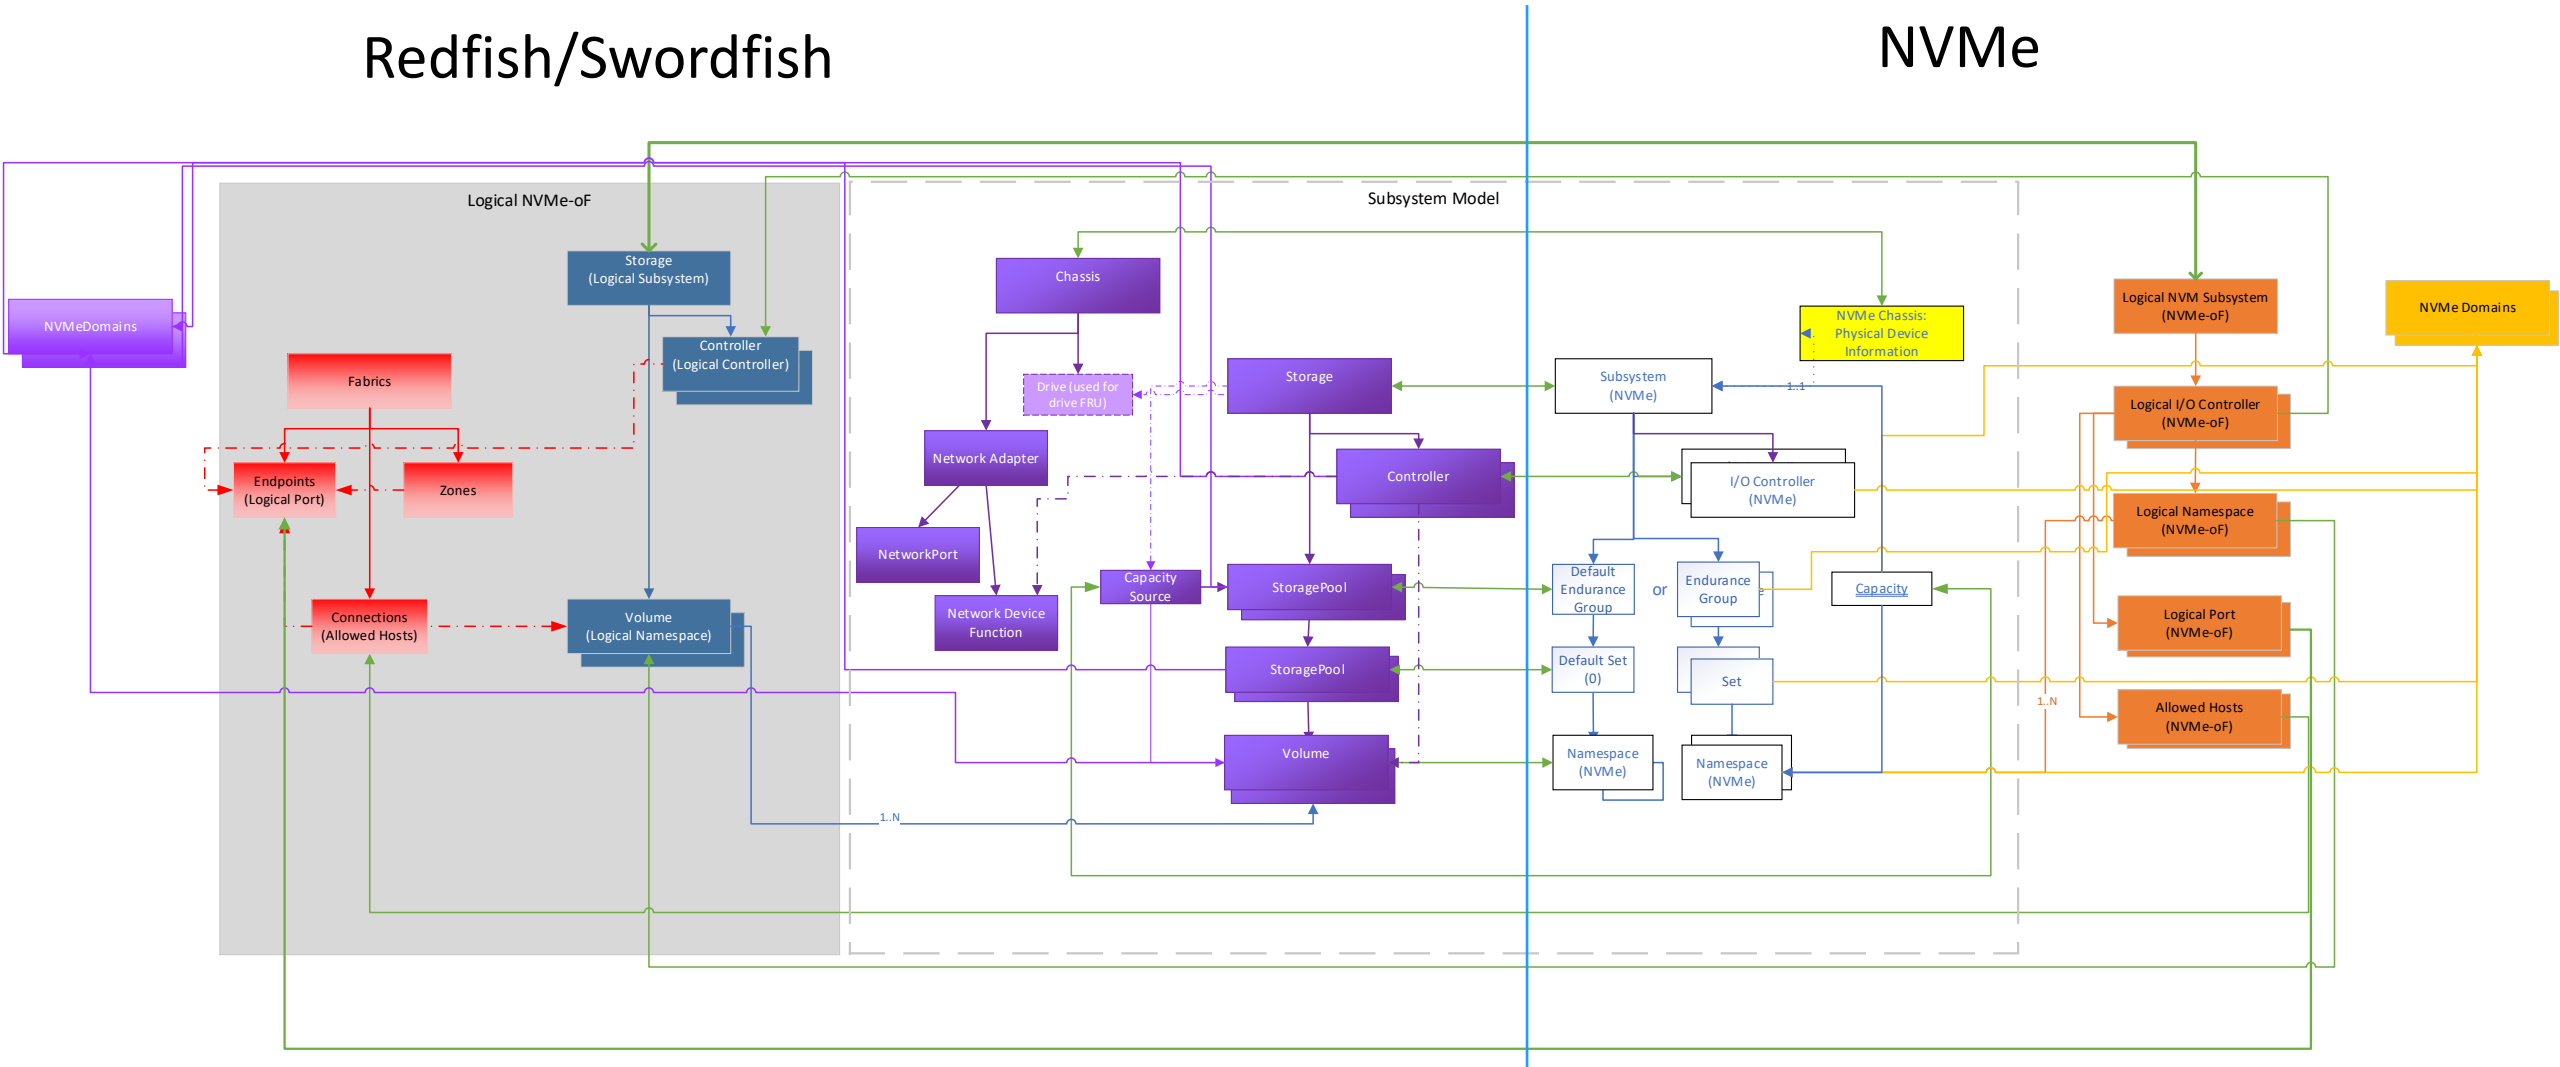 Redfish/Swordfish
NVMe
Logical NVMe-oF
Subsystem Model
Storage
(Logical Subsystem)
Chassis
Logical NVM Subsystem
(NVMe-oF)
NVMe Domains
NVMeDomains
NVMe Chassis:
Physical Device
Information
Controller
(Logical Controller)
Fabrics
Drive (used for
drive FRU)
Storage
Subsystem
(NVMe)
1..1
Logical I/O Controller
(NVMe-oF)
Network Adapter
Controller
I/O Controller
(NVMe)
Endpoints
(Logical Port)
Zones
Logical Namespace
(NVMe-oF)
NetworkPort
Capacity
Source
StoragePool
Default
Endurance
Group
or
Endurance
Group
Capacity
Connections
(Allowed Hosts)
Volume
(Logical Namespace)
Network Device
Function
Logical Port
(NVMe-oF)
StoragePool
Default Set
(0)
Set
1..N
Allowed Hosts
(NVMe-oF)
Volume
Namespace
(NVMe)
Namespace
(NVMe)
1..N